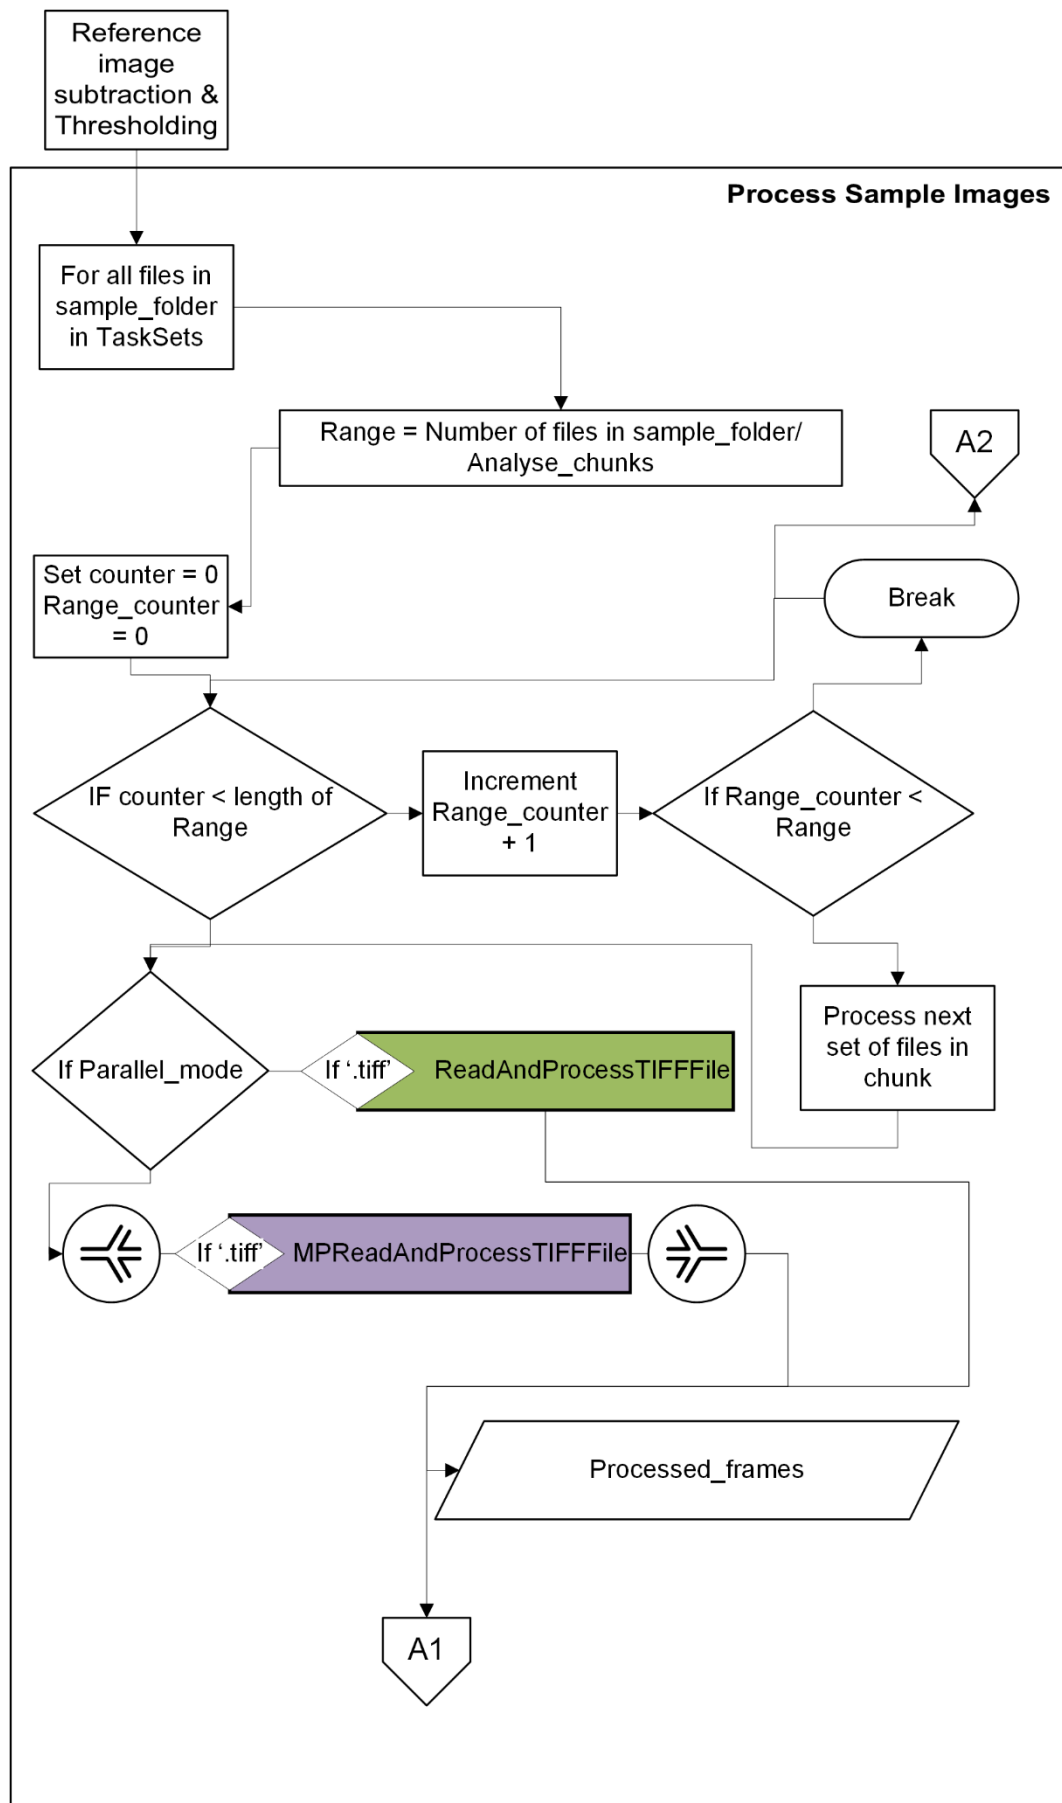 Reference
image
subtraction &
Thresholding
Process Sample Images
For all files in
sample_folder
in TaskSets
Range = Number of files in sample_folder/
Analyse_chunks
A2
Set counter = 0
Range_counter
= 0
Break
IF counter < length of
Range
Increment
Range_counter
+ 1
If Range_counter <
Range
Process next
set of files in
chunk
If Parallel_mode
If '.tiff'
ReadAndProcessTIFFFile
If '.tiff'
MPReadAndProcessTIFFFile
Processed_frames
A1